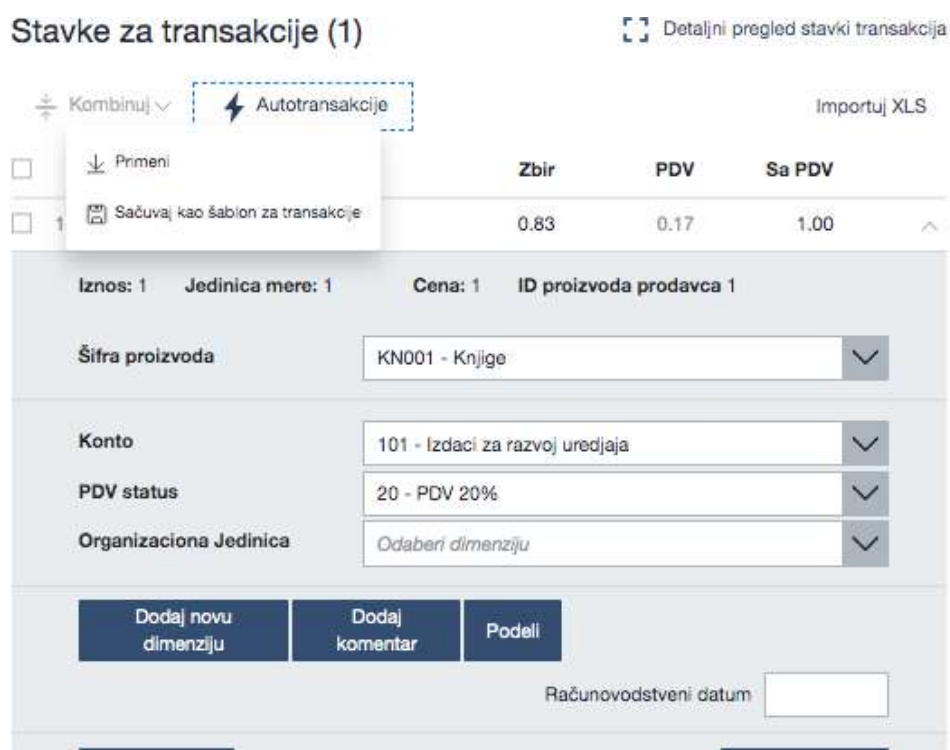 Stavke za transakcije (1)
Detaljni pregled stavki transakcija
Kombinuj
Autotransakcije
Importuj XLS
Primeni
Sačuvaj kao šablon za transakcije
Zbir PDV Sa PDV
1 0.83 0.17 1.00
Iznos: 1 Jedinica mere: 1 Cena: 1 ID proizvoda prodavca 1
Šifra proizvoda KN001 - Knjige
Konto 101 - Izdaci za razvoj uredjaja
PDV status 20 - PDV 20%
Organizaciona Jedinica Odaberi dimenziju
Dodaj novu dimenziju
Dodaj komentar
Podeli
Računovodstveni datum